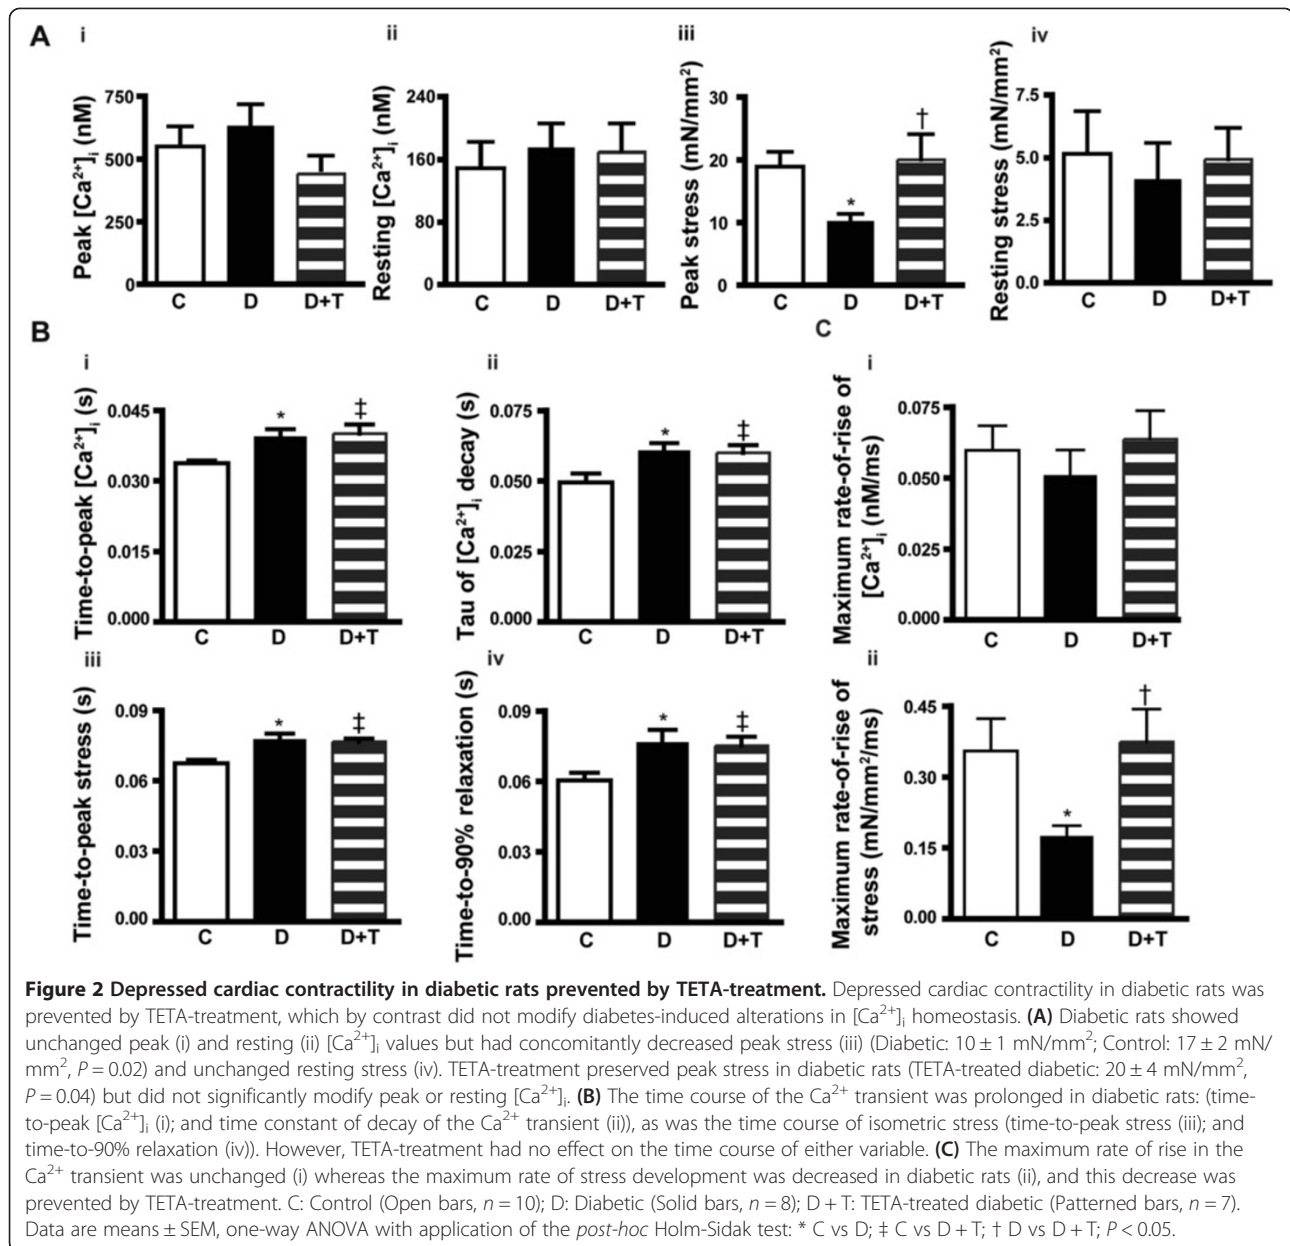 A
i
ii
iii
iv
Peak [Ca²⁺]ᵢ (nM)
750
500
250
0
C D D+T
Resting [Ca²⁺]ᵢ (nM)
240
160
80
0
C D D+T
Peak stress (mN/mm²)
30
20
10
0
*
†
C D D+T
Resting stress (mN/mm²)
7.5
5.0
2.5
0.0
C D D+T
B
i
Time-to-peak [Ca²⁺]ᵢ (s)
0.045
0.030
0.015
0.000
*
‡
C D D+T
ii
Tau of [Ca²⁺]ᵢ decay (s)
0.075
0.050
0.025
0.000
*
‡
C D D+T
C
i
Maximum rate-of-rise of
[Ca²⁺]ᵢ (nM/ms)
0.075
0.050
0.025
0.000
C D D+T
iii
Time-to-peak stress (s)
0.09
0.06
0.03
0.00
*
‡
C D D+T
iv
Time-to-90% relaxation (s)
0.09
0.06
0.03
0.00
*
‡
C D D+T
ii
Maximum rate-of-rise of
stress (mN/mm²/ms)
0.45
0.30
0.15
0.00
*
†
C D D+T
Figure 2 Depressed cardiac contractility in diabetic rats prevented by TETA-treatment. Depressed cardiac contractility in diabetic rats was
prevented by TETA-treatment, which by contrast did not modify diabetes-induced alterations in [Ca²⁺]ᵢ homeostasis. (A) Diabetic rats showed
unchanged peak (i) and resting (ii) [Ca²⁺]ᵢ values but had concomitantly decreased peak stress (iii) (Diabetic: 10 ± 1 mN/mm²; Control: 17 ± 2 mN/
mm², P = 0.02) and unchanged resting stress (iv). TETA-treatment preserved peak stress in diabetic rats (TETA-treated diabetic: 20 ± 4 mN/mm²,
P = 0.04) but did not significantly modify peak or resting [Ca²⁺]ᵢ. (B) The time course of the Ca²⁺ transient was prolonged in diabetic rats: (time-
to-peak [Ca²⁺]ᵢ (i); and time constant of decay of the Ca²⁺ transient (ii)), as was the time course of isometric stress (time-to-peak stress (iii); and
time-to-90% relaxation (iv)). However, TETA-treatment had no effect on the time course of either variable. (C) The maximum rate of rise in the
Ca²⁺ transient was unchanged (i) whereas the maximum rate of stress development was decreased in diabetic rats (ii), and this decrease was
prevented by TETA-treatment. C: Control (Open bars, n = 10); D: Diabetic (Solid bars, n = 8); D + T: TETA-treated diabetic (Patterned bars, n = 7).
Data are means ± SEM, one-way ANOVA with application of the post-hoc Holm-Sidak test: * C vs D; ‡ C vs D + T; † D vs D + T; P < 0.05.